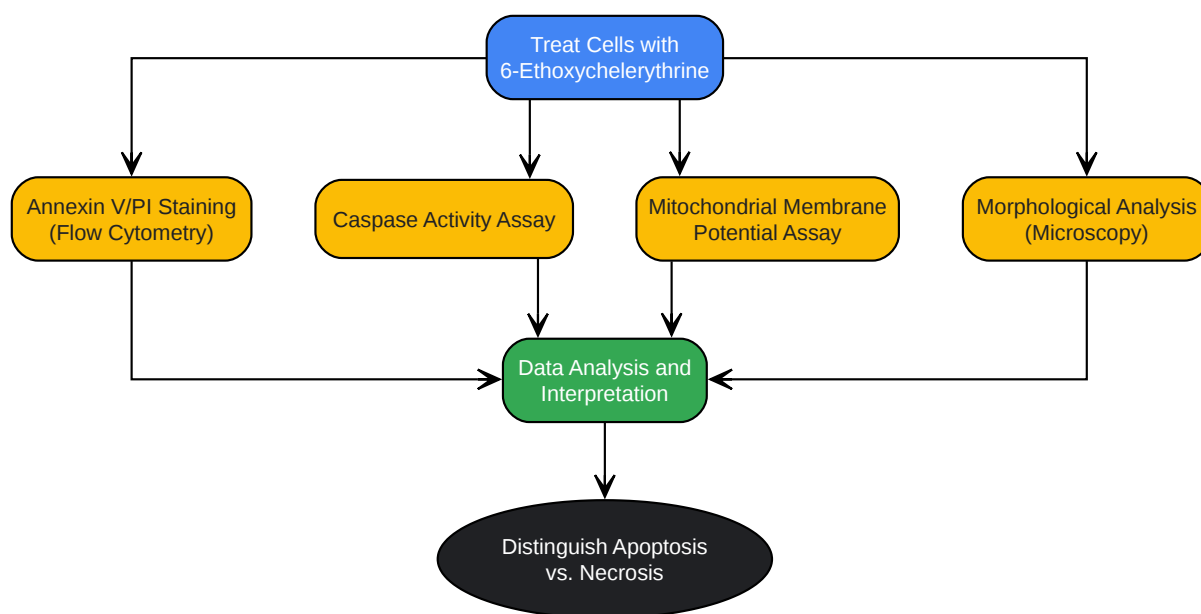 Treat Cells with
6-Ethoxychelerythrine
Annexin V/PI Staining
(Flow Cytometry)
Caspase Activity Assay
Mitochondrial Membrane
Potential Assay
Morphological Analysis
(Microscopy)
Data Analysis and
Interpretation
Distinguish Apoptosis
vs. Necrosis